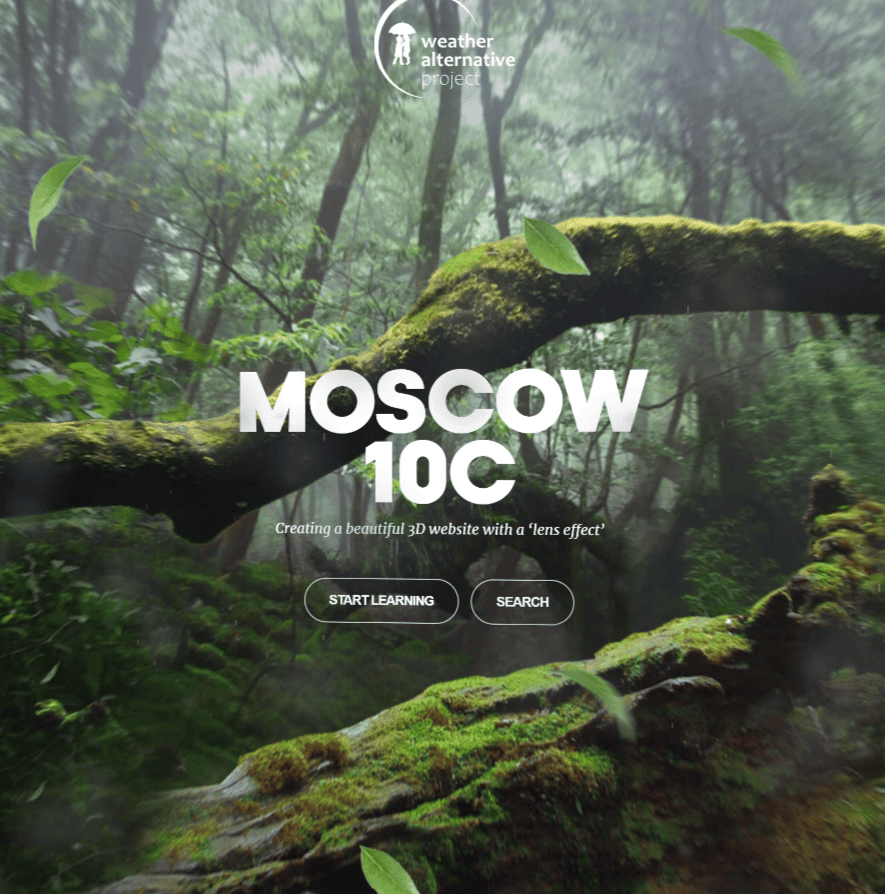 weather
alternative
project
MOSCOW
10C
Creating a beautiful 3D website with a ‘lens effect’
START LEARNING
SEARCH